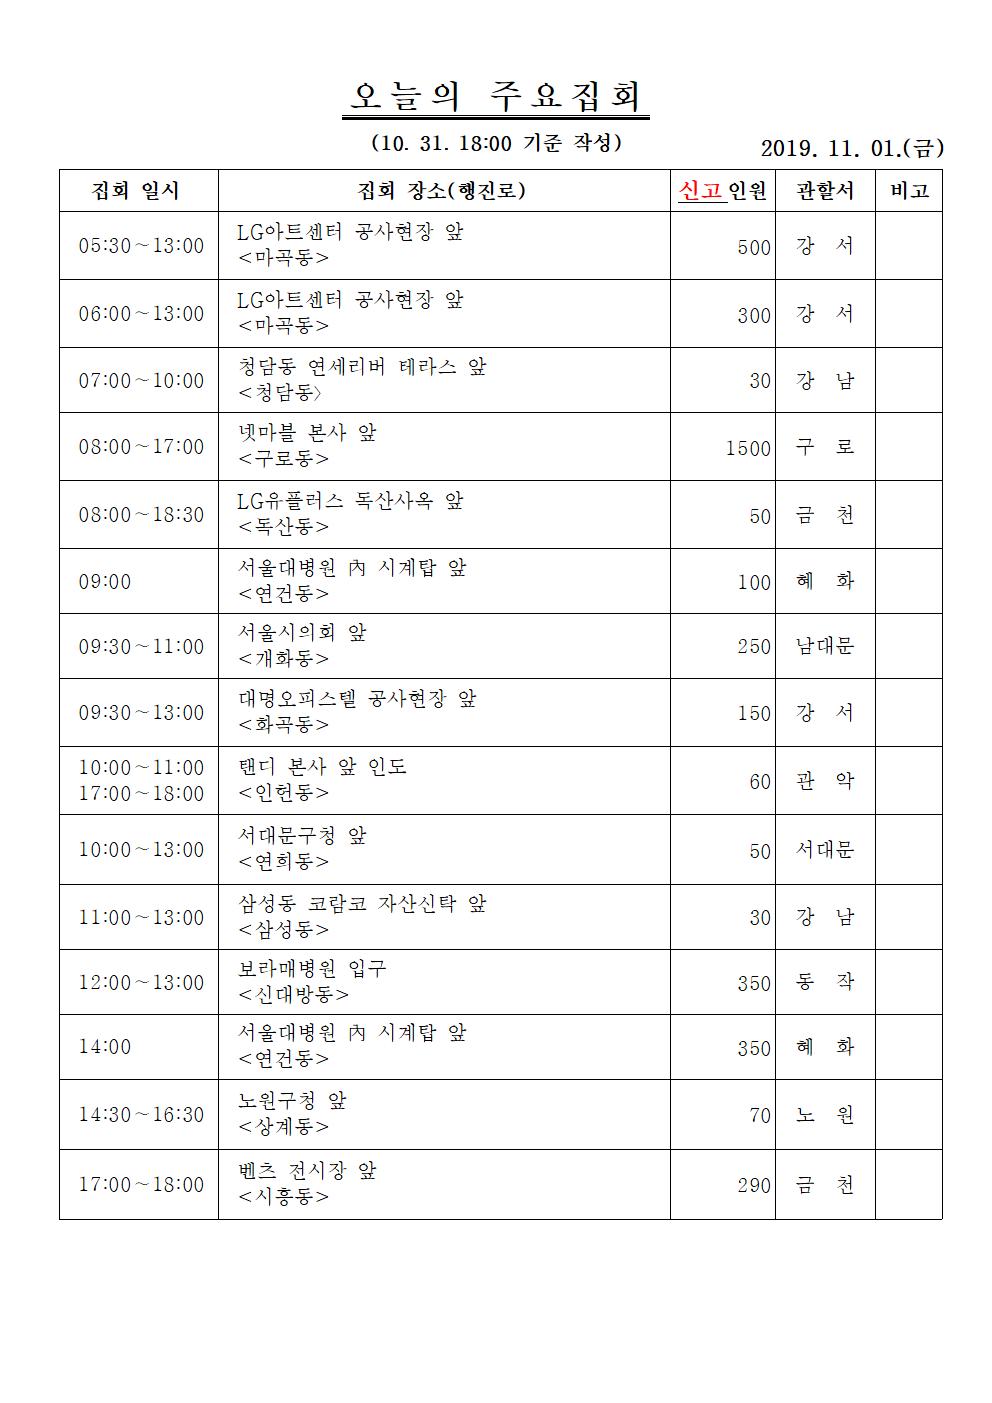 오늘의 주요집회
(10. 31. 18:00 기준 작성)
2019. 11. 01.(금)
집회 일시 집회 장소(행진로) 신고인원 관할서 비고
05:30~13:00 LG아트센터 공사현장 앞 500 강 서
<마곡동>
06:00~13:00 LG아트센터 공사현장 앞 300 강 서
<마곡동>
07:00~10:00 청담동 연세리버 테라스 앞 30 강 남
<청담동〉
08:00~17:00 넷마블 본사 앞 1500 구 로
<구로동>
08:00~18:30 LG유플러스 독산사옥 앞 50 금 천
<독산동>
09:00 서울대병원 內 시계탑 앞 100 혜 화
<연건동>
09:30~11:00 서울시의회 앞 250 남대문
<개화동>
09:30~13:00 대명오피스텔 공사현장 앞 150 강 서
<화곡동>
10:00~11:00 탠디 본사 앞 인도 60 관 악
17:00~18:00 <인헌동>
10:00~13:00 서대문구청 앞 50 서대문
<연희동>
11:00~13:00 삼성동 코람코 자산신탁 앞 30 강 남
<삼성동>
12:00~13:00 보라매병원 입구 350 동 작
<신대방동>
14:00 서울대병원 內 시계탑 앞 350 혜 화
<연건동>
14:30~16:30 노원구청 앞 70 노 원
<상계동>
17:00~18:00 벤츠 전시장 앞 290 금 천
<시흥동>